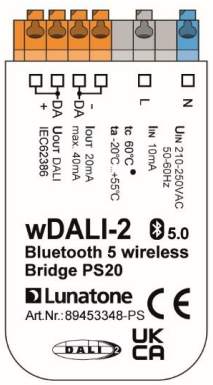 + -DA -DA -
L
N
UOUT DALI
IEC62386
IOUT 20mA
max. 40mA
tc 60°C
ta -20°C...+55°C
IIN 10mA
UIN 210-250VAC
50-60Hz
wDALI-2 5.0
Bluetooth 5 wireless
Bridge PS20
Lunatone
Art.Nr.:89453348-PS
CE
DALI 2
UK
CA